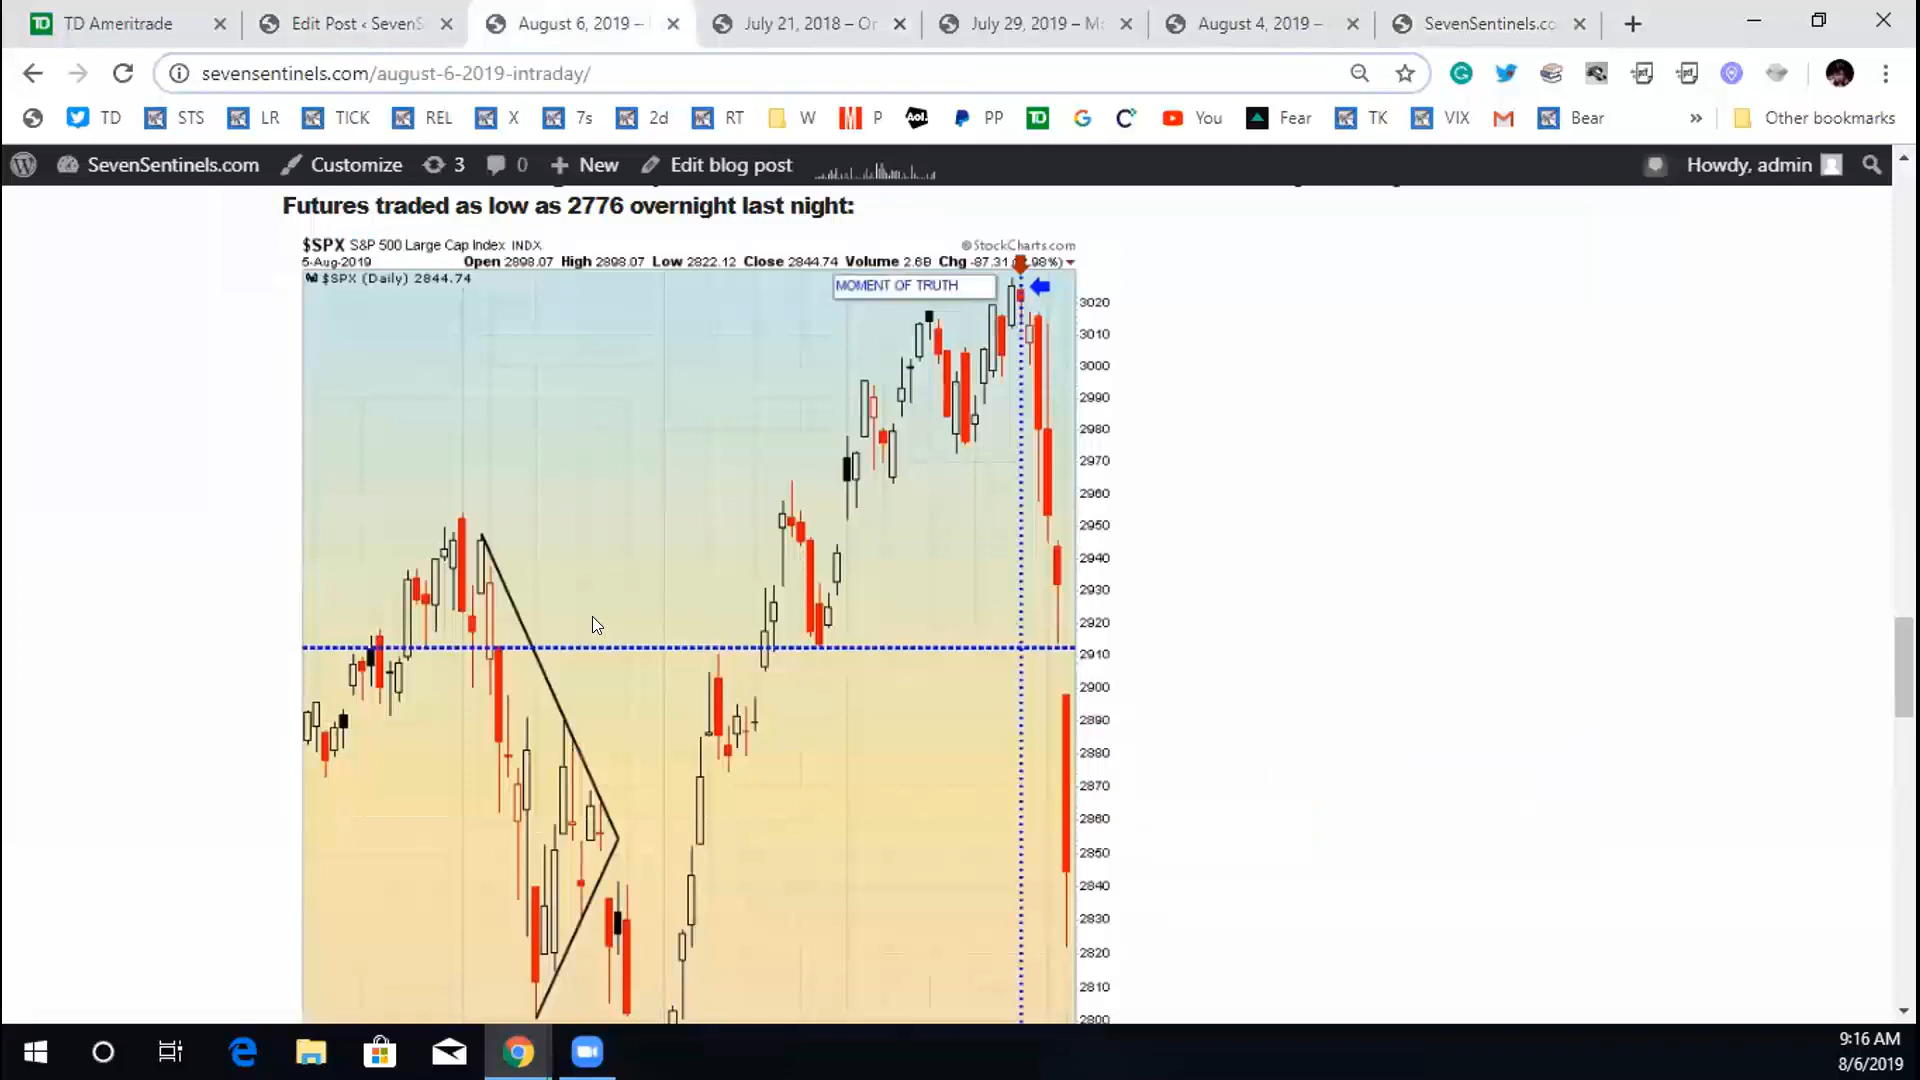 TD Ameritrade
Edit Post ‹ SevenS
August 6, 2019 –
July 21, 2018 – Or
July 29, 2019 – Ma
August 4, 2019 –
SevenSentinels.co
sevensentinels.com/august-6-2019-intraday/
TD STS LR TICK REL X 7s 2d RT W P Aol. PP TD You Fear TK VIX Bear » Other bookmarks
SevenSentinels.com Customize 3 0 New Edit blog post Howdy, admin
Futures traded as low as 2776 overnight last night:
$SPX S&P 500 Large Cap Index INDX ©StockCharts.com
5-Aug-2019 Open 2898.07 High 2898.07 Low 2822.12 Close 2844.74 Volume 2.6B Chg -87.31
$SPX (Daily) 2844.74
MOMENT OF TRUTH
3020
3010
3000
2990
2980
2970
2960
2950
2940
2930
2920
2910
2900
2890
2880
2870
2860
2850
2840
2830
2820
2810
2800
9:16 AM
8/6/2019